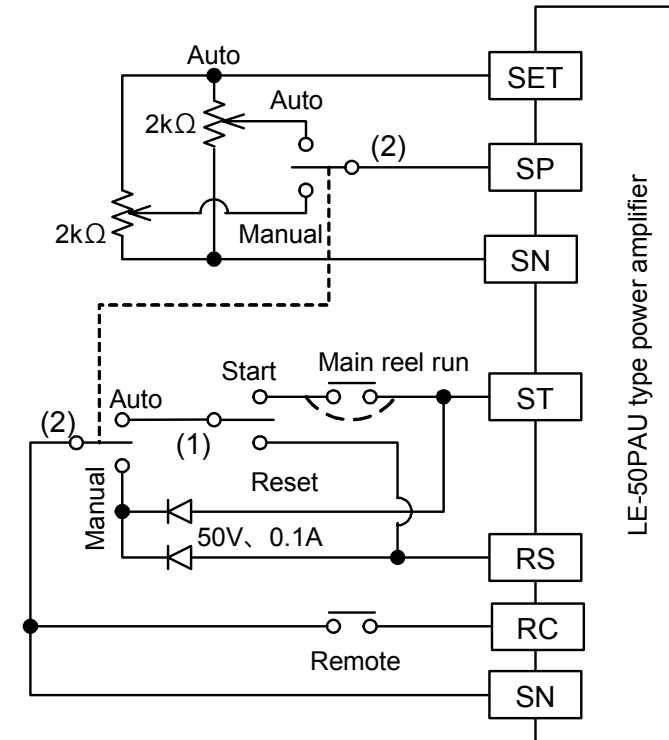 Auto
SET
Auto
2kΩ
(2)
SP
Manual
2kΩ
SN
LE-50PAU type power amplifier
Main reel run
Start
Auto
ST
(2)
(1)
Reset
Manual
50V、0.1A
RS
RC
Remote
SN